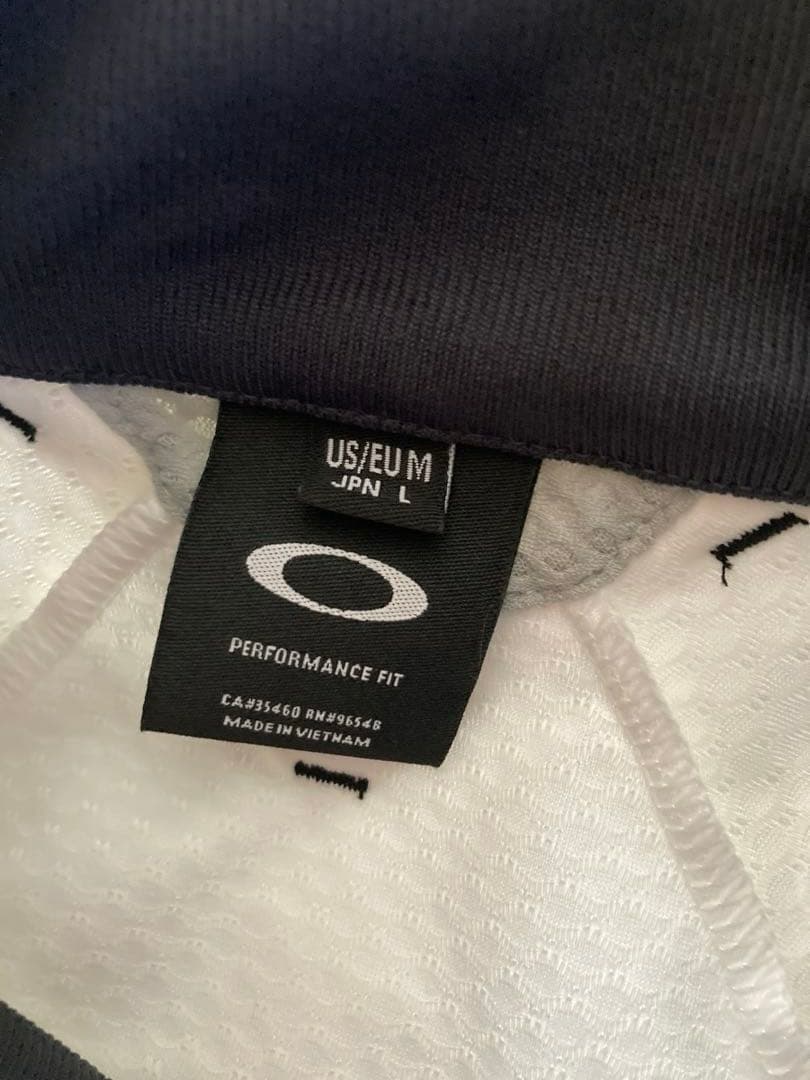 US/EU M
JPN L
PERFORMANCE FIT
CA#35460 RN#96548
MADE IN VIETNAM